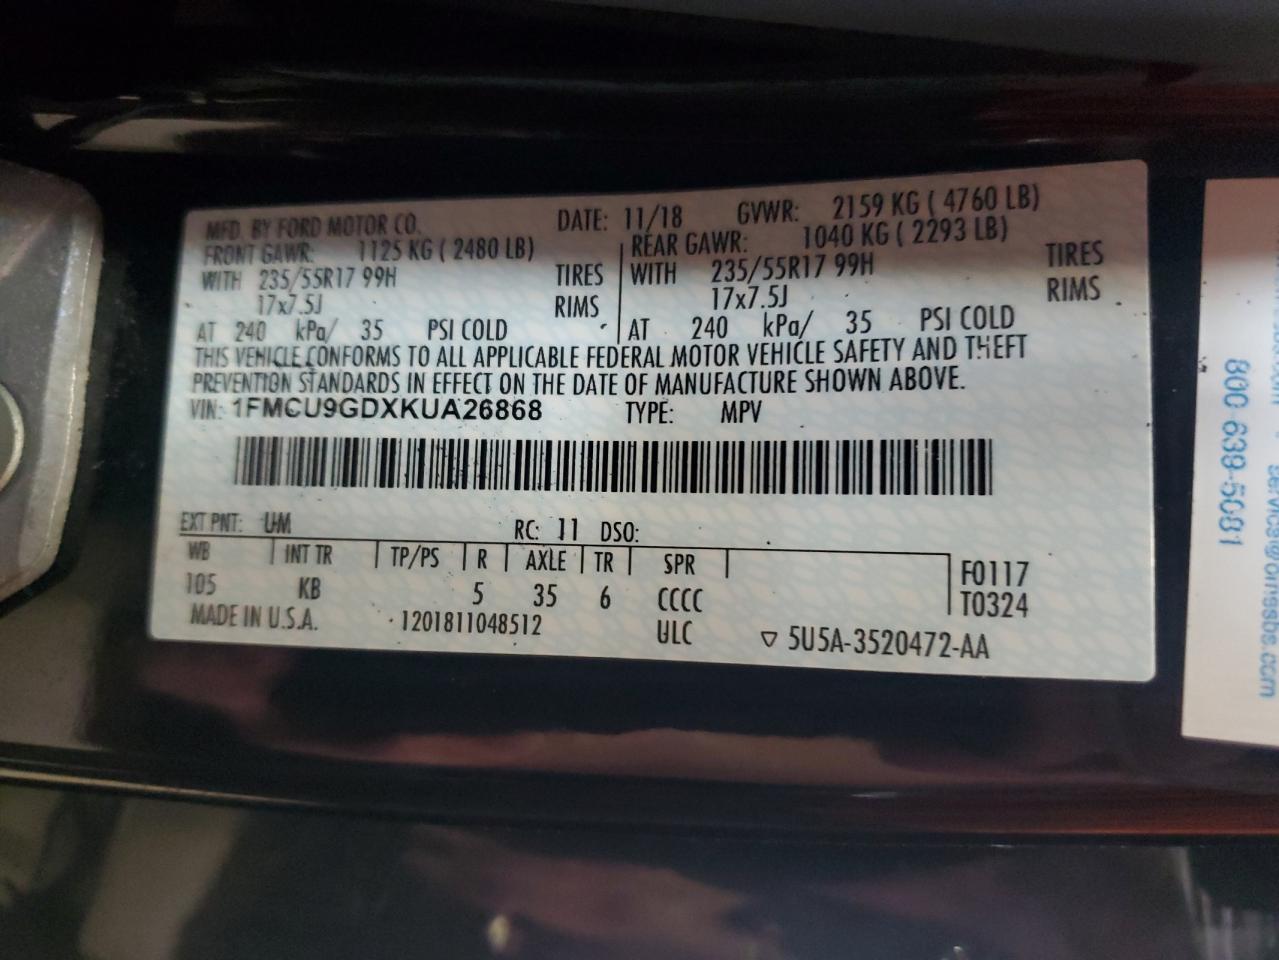 MFD. BY FORD MOTOR CO. DATE: 11/18 GVWR: 2159 KG ( 4760 LB)
FRONT GAWR: 1125 KG ( 2480 LB) REAR GAWR: 1040 KG ( 2293 LB)
WITH 235/55R17 99H TIRES WITH 235/55R17 99H TIRES
17x7.5J RIMS 17x7.5J RIMS
AT 240 kPa/ 35 PSI COLD AT 240 kPa/ 35 PSI COLD
THIS VEHICLE CONFORMS TO ALL APPLICABLE FEDERAL MOTOR VEHICLE SAFETY AND THEFT
PREVENTION STANDARDS IN EFFECT ON THE DATE OF MANUFACTURE SHOWN ABOVE.
VIN: 1FMCU9GDXKUA26868 TYPE: MPV
EXT PNT: UM RC: 11 DSO:
WB INT TR TP/PS R AXLE TR SPR F0117
105 KB 5 35 6 CCCC T0324
MADE IN U.S.A. 1201811048512 ULC 5U5A-3520472-AA
800 639-5081